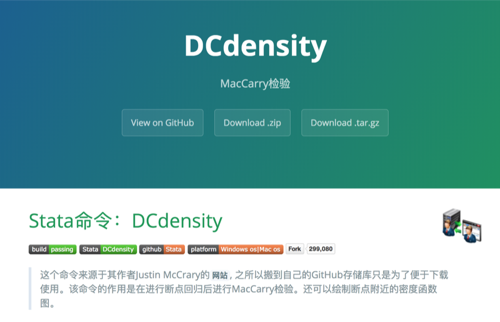 DCdensity
MacCarry检验
View on GitHub Download .zip Download .tar.gz
Stata命令：DCdensity
build passing Stata DCdensity github Stata platform Windows os|Mac os Fork 299,080
这个命令来源于其作者Justin McCrary的 网站 , 之所以搬到自己的GitHub存储库只是为了便于下载
使用。该命令的作用是在进行断点回归后进行MacCarry检验。还可以绘制断点附近的密度函数
图。